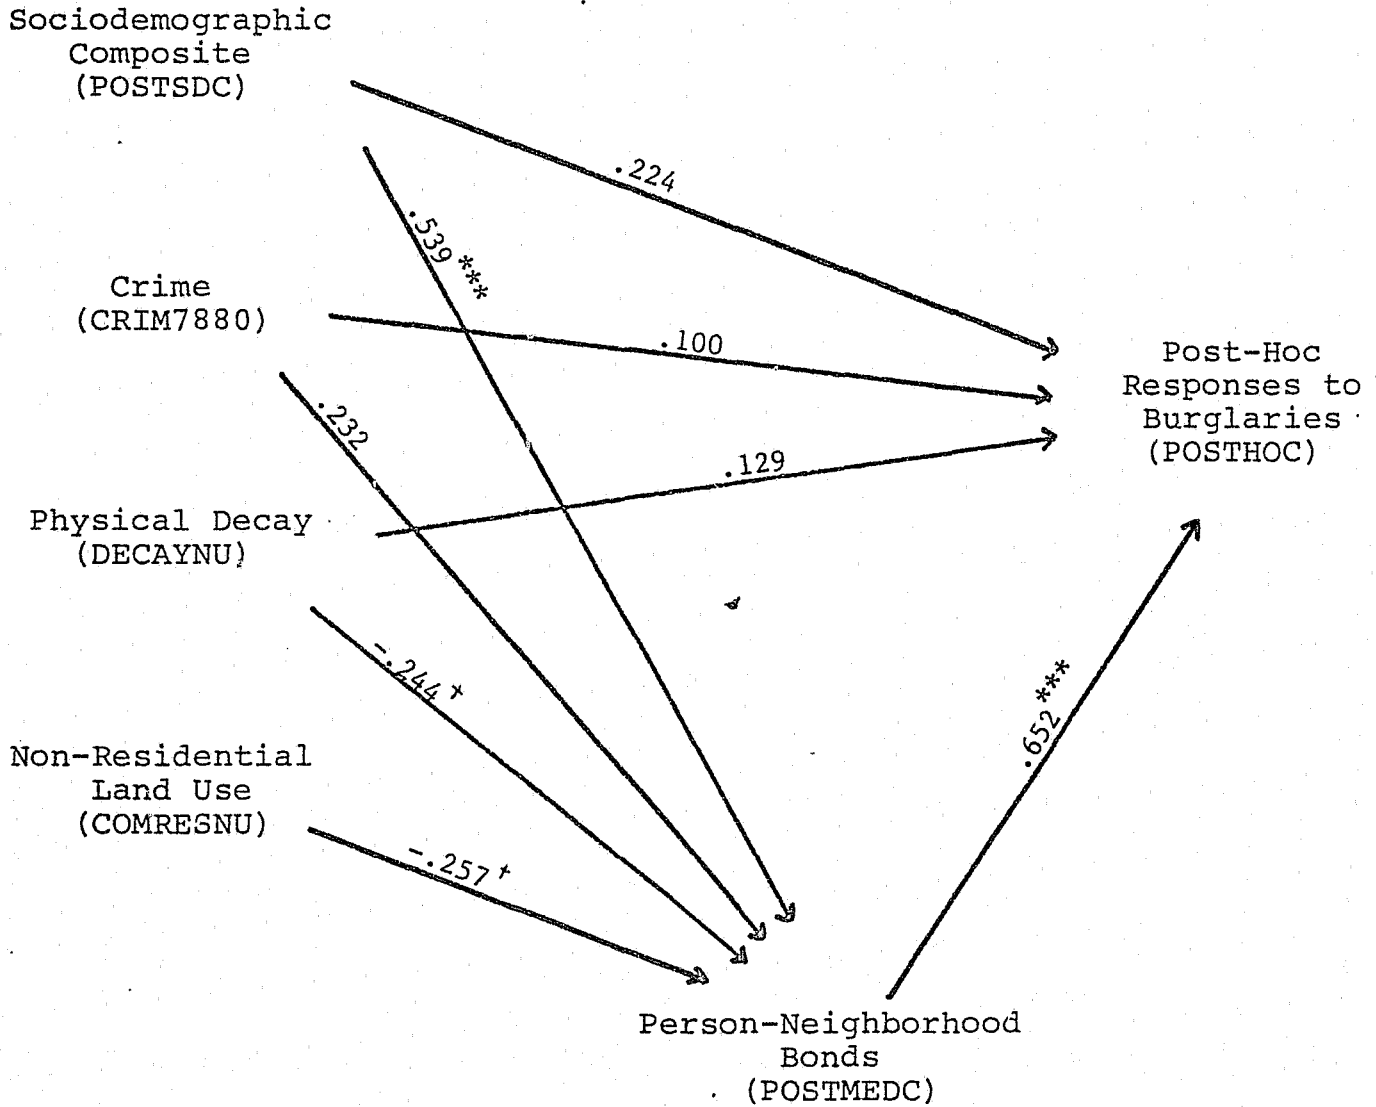 Sociodemographic
Composite
(POSTSDC)
.224
.539 ***
Crime
(CRIM7880)
.100
Post-Hoc
Responses to
Burglaries
(POSTHOC)
.232
.129
Physical Decay
(DECAYNU)
-.244 +
.652 ***
Non-Residential
Land Use
(COMRESNU)
-.257 +
Person-Neighborhood
Bonds
(POSTMEDC)